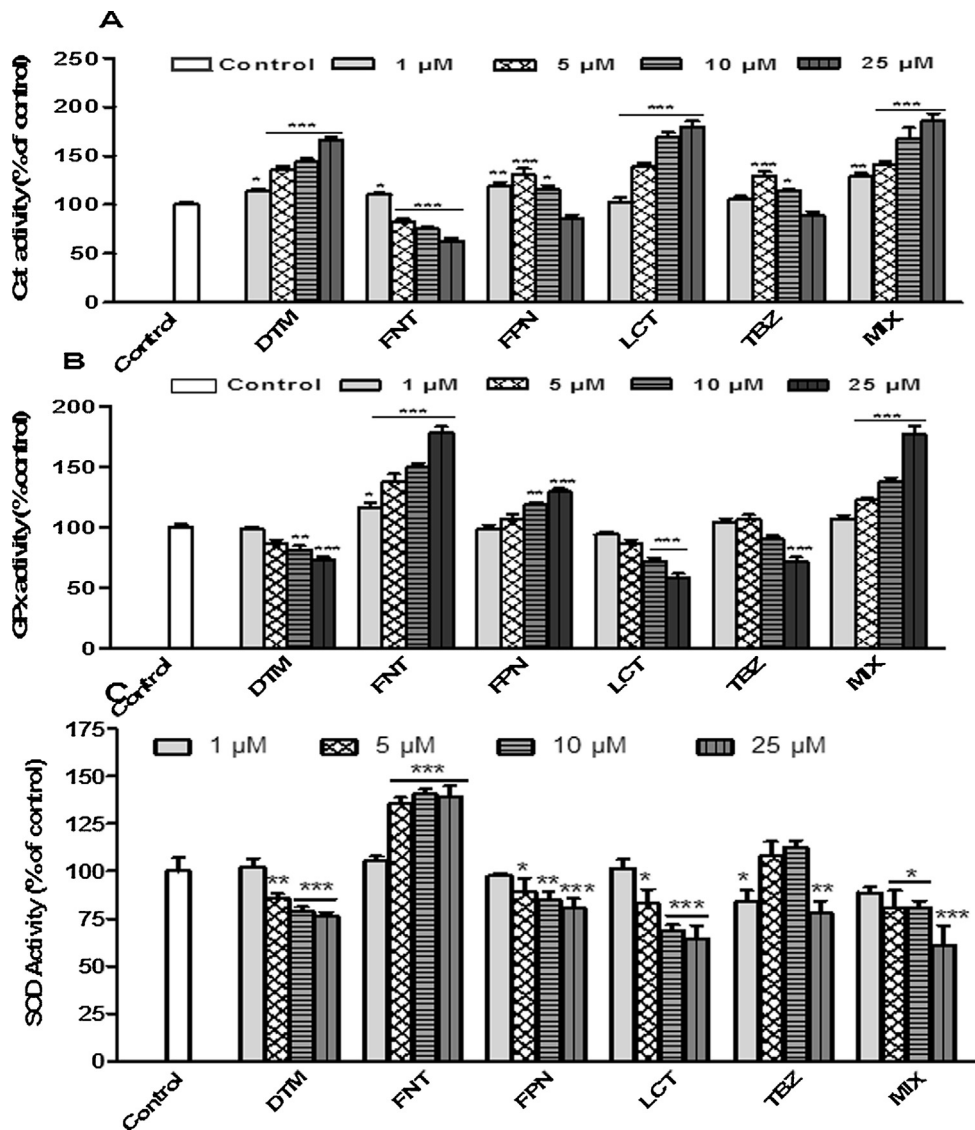 A
Cat activity (% of control)
250
200
150
100
50
0
Control 1 µM 5 µM 10 µM 25 µM
* *** * *** ** *** * *** *** * ** ***
Control DTM FNT FPN LCT TBZ MIX
B
GPx activity (% control)
200
150
100
50
0
Control 1 µM 5 µM 10 µM 25 µM
** *** * *** ** *** *** *** ***
Control DTM FNT FPN LCT TBZ MIX
C
SOD Activity (% of control)
175
150
125
100
75
50
25
0
1 µM 5 µM 10 µM 25 µM
** *** *** * ** *** * *** * ** * ***
Control DTM FNT FPN LCT TBZ MIX